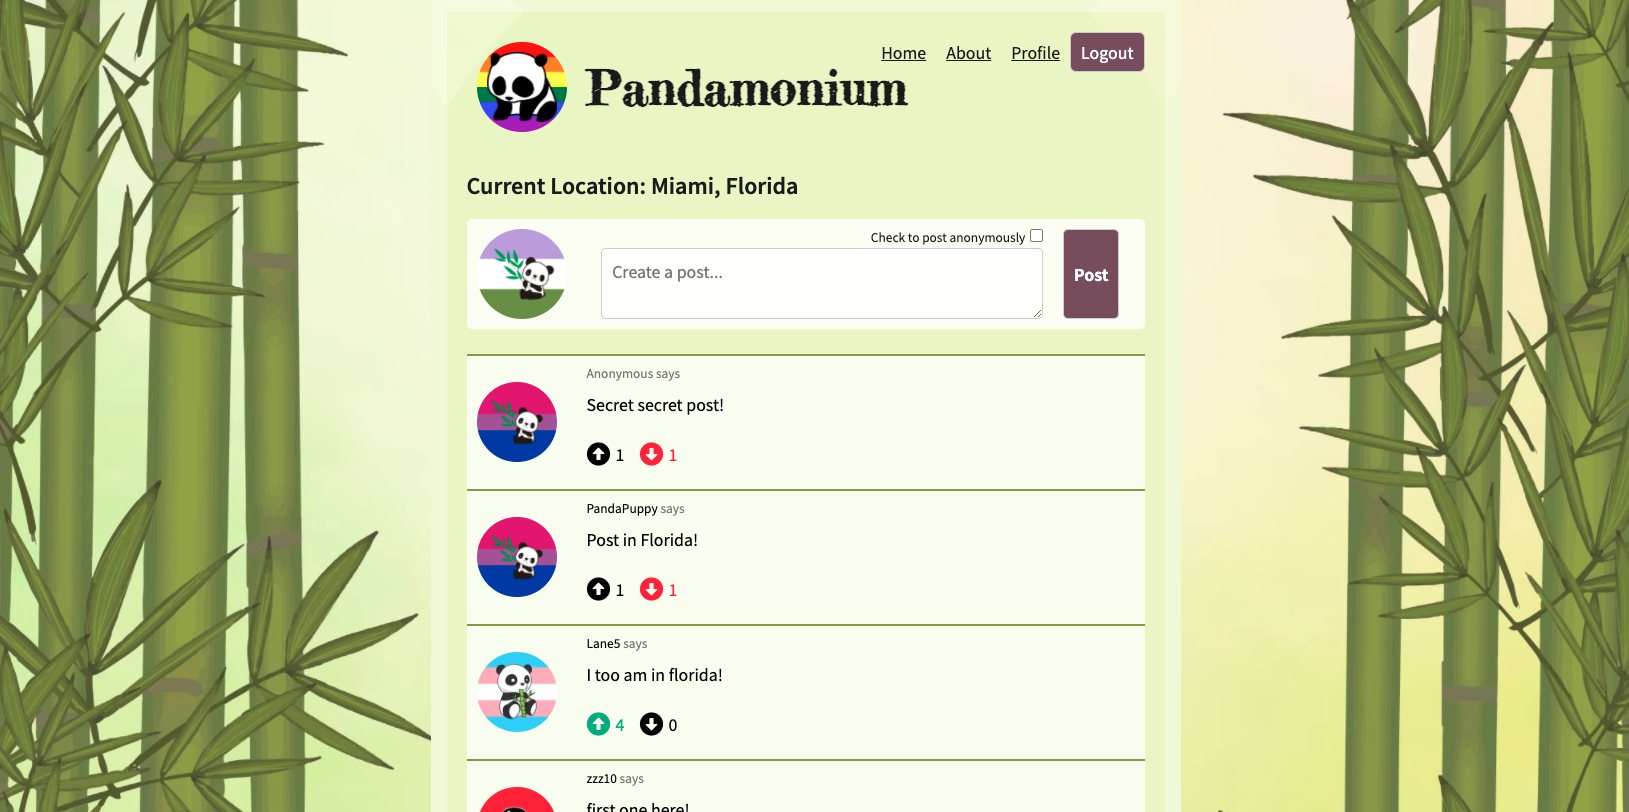 Home About Profile Logout
Pandamonium
Current Location: Miami, Florida
Check to post anonymously
Create a post...
Post
Anonymous says
Secret secret post!
1 1
PandaPuppy says
Post in Florida!
1 1
Lane5 says
I too am in florida!
4 0
zzz10 says
first one here!